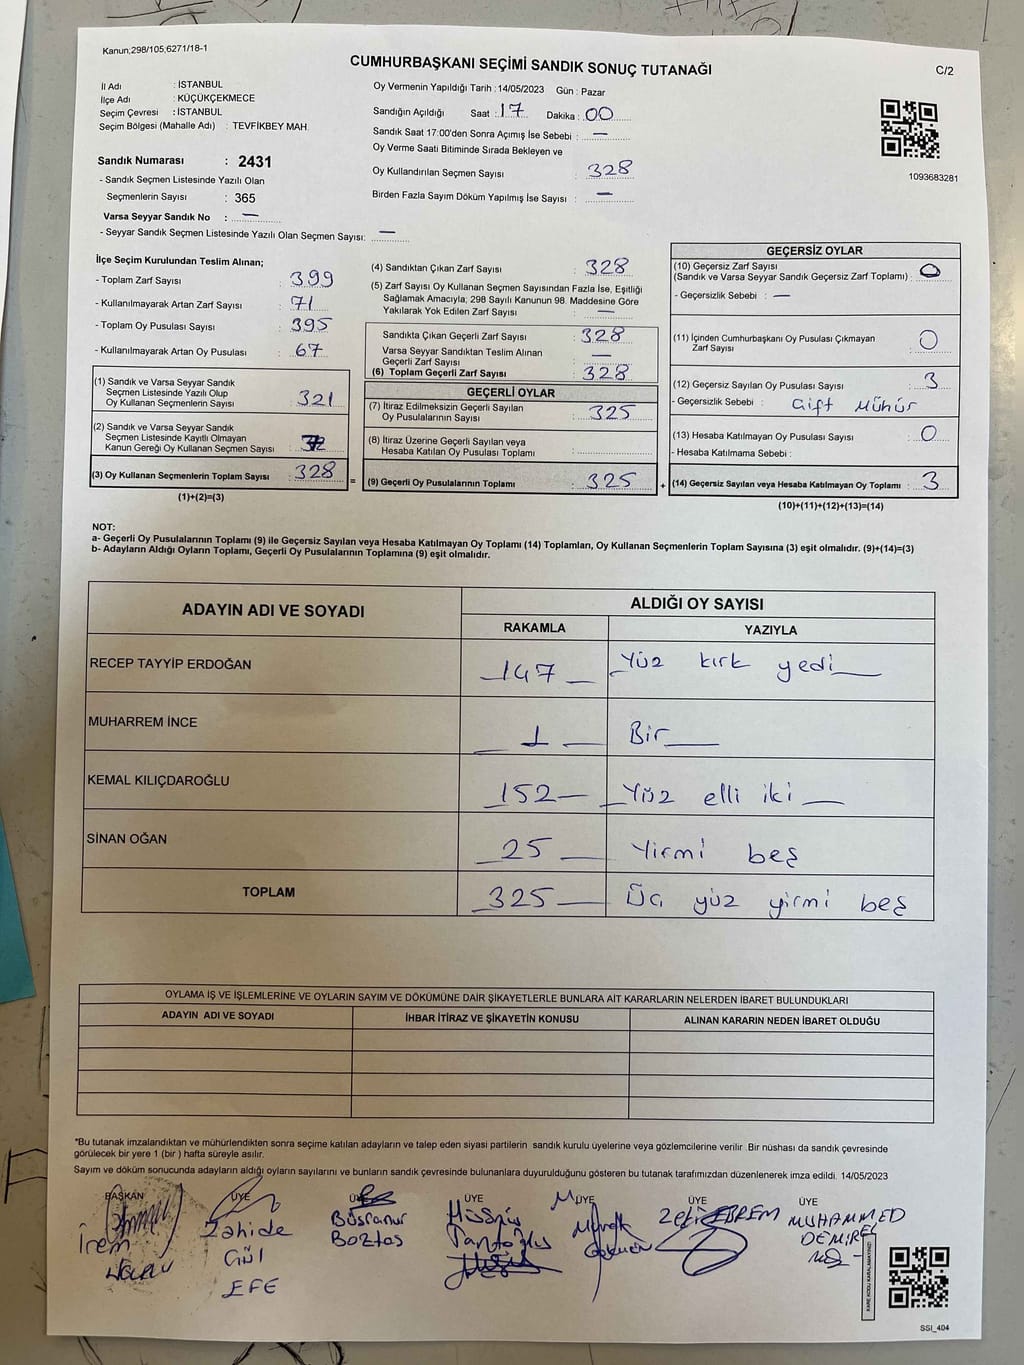 Kanun;298/105;6271/18-1
CUMHURBAŞKANI SEÇİMİ SANDIK SONUÇ TUTANAĞI
C/2
İl Adı : İSTANBUL
İlçe Adı : KÜÇÜKÇEKMECE
Seçim Çevresi : İSTANBUL
Seçim Bölgesi (Mahalle Adı) : TEVFİKBEY MAH.
Oy Vermenin Yapıldığı Tarih : 14/05/2023 Gün : Pazar
Sandığın Açıldığı Saat : 17 Dakika : 00
Sandık Saat 17:00'den Sonra Açımış İse Sebebi : —
Oy Verme Saati Bitiminde Sırada Bekleyen ve
Oy Kullandırılan Seçmen Sayısı : 328
Birden Fazla Sayım Döküm Yapılmış İse Sayısı : —
1093683281
Sandık Numarası : 2431
- Sandık Seçmen Listesinde Yazılı Olan
Seçmenlerin Sayısı : 365
Varsa Seyyar Sandık No : —
- Seyyar Sandık Seçmen Listesinde Yazılı Olan Seçmen Sayısı: —
İlçe Seçim Kurulundan Teslim Alınan;
- Toplam Zarf Sayısı : 399
- Kullanılmayarak Artan Zarf Sayısı : 71
- Toplam Oy Pusulası Sayısı : 395
- Kullanılmayarak Artan Oy Pusulası : 67
(1) Sandık ve Varsa Seyyar Sandık
Seçmen Listesinde Yazılı Olup
Oy Kullanan Seçmenlerin Sayısı : 321
(2) Sandık ve Varsa Seyyar Sandık
Seçmen Listesinde Kayıtlı Olmayan
Kanun Gereği Oy Kullanan Seçmen Sayısı :
(3) Oy Kullanan Seçmenlerin Toplam Sayısı : 328
(1)+(2)=(3)
(4) Sandıktan Çıkan Zarf Sayısı : 328
(5) Zarf Sayısı Oy Kullanan Seçmen Sayısından Fazla İse, Eşitliği
Sağlamak Amacıyla; 298 Sayılı Kanunun 98. Maddesine Göre
Yakılarak Yok Edilen Zarf Sayısı : —
Sandıkta Çıkan Geçerli Zarf Sayısı : 328
Varsa Seyyar Sandıktan Teslim Alınan
Geçerli Zarf Sayısı : —
(6) Toplam Geçerli Zarf Sayısı : 328
GEÇERLİ OYLAR
(7) İtiraz Edilmeksizin Geçerli Sayılan
Oy Pusulasının Sayısı : 325
(8) İtiraz Üzerine Geçerli Sayılan veya
Hesaba Katılan Oy Pusulası Toplamı :
= (9) Geçerli Oy Pusulalarının Toplamı : 325
GEÇERSİZ OYLAR
(10) Geçersiz Zarf Sayısı
(Sandık ve Varsa Seyyar Sandık Geçersiz Zarf Toplamı) : 0
- Geçersizlik Sebebi : —
(11) İçinden Cumhurbaşkanı Oy Pusulası Çıkmayan
Zarf Sayısı : 0
(12) Geçersiz Sayılan Oy Pusulası Sayısı : 3
- Geçersizlik Sebebi : Çift Mühür
(13) Hesaba Katılmayan Oy Pusulası Sayısı : 0
- Hesaba Katılmama Sebebi :
+ (14) Geçersiz Sayılan veya Hesaba Katılmayan Oy Toplamı : 3
(10)+(11)+(12)+(13)=(14)
NOT:
a- Geçerli Oy Pusulalarının Toplamı (9) ile Geçersiz Sayılan veya Hesaba Katılmayan Oy Toplamı (14) Toplamları, Oy Kullanan Seçmenlerin Toplam Sayısına (3) eşit olmalıdır. (9)+(14)=(3)
b- Adayların Aldığı Oyların Toplamı, Geçerli Oy Pusulalarının Toplamına (9) eşit olmalıdır.
ADAYIN ADI VE SOYADI
ALDIĞI OY SAYISI
RAKAMLA YAZIYLA
RECEP TAYYİP ERDOĞAN 147 Yüz kırk yedi
MUHARREM İNCE 1 Bir
KEMAL KILIÇDAROĞLU 152 Yüz elli iki
SİNAN OĞAN 25 Yirmi beş
TOPLAM 325 Üç yüz yirmi beş
OYLAMA İŞ VE İŞLEMLERİNE VE OYLARIN SAYIM VE DÖKÜMÜNE DAİR ŞİKAYETLERLE BUNLARA AİT KARARLARIN NELERDEN İBARET BULUNDUKLARI
ADAYIN ADI VE SOYADI İHBAR İTİRAZ VE ŞİKAYETİN KONUSU ALINAN KARARIN NEDEN İBARET OLDUĞU
*Bu tutanak imzalandıktan ve mühürlendikten sonra seçime katılan adayların ve talep eden siyasi partilerin sandık kurulu üyelerine veya gözlemcilerine verilir. Bir nüshası da sandık çevresinde
görülecek bir yere 1 (bir ) hafta süreyle asılır.
Sayım ve döküm sonucunda adayların aldığı oyların sayılarını ve bunların sandık çevresinde bulunanlara duyurulduğunu gösteren bu tutanak tarafımızdan düzenlenerek imza edildi. 14/05/2023
BAŞKAN ÜYE ÜYE ÜYE ÜYE ÜYE ÜYE
İrem
Zahide
GÜL
EFE
Büşranur
Boztaş
Hüseyin
Zeki EBREM
MUHAMMED
DEMİREL
KARE KODU KARALAMAYINIZ!
SSİ_404